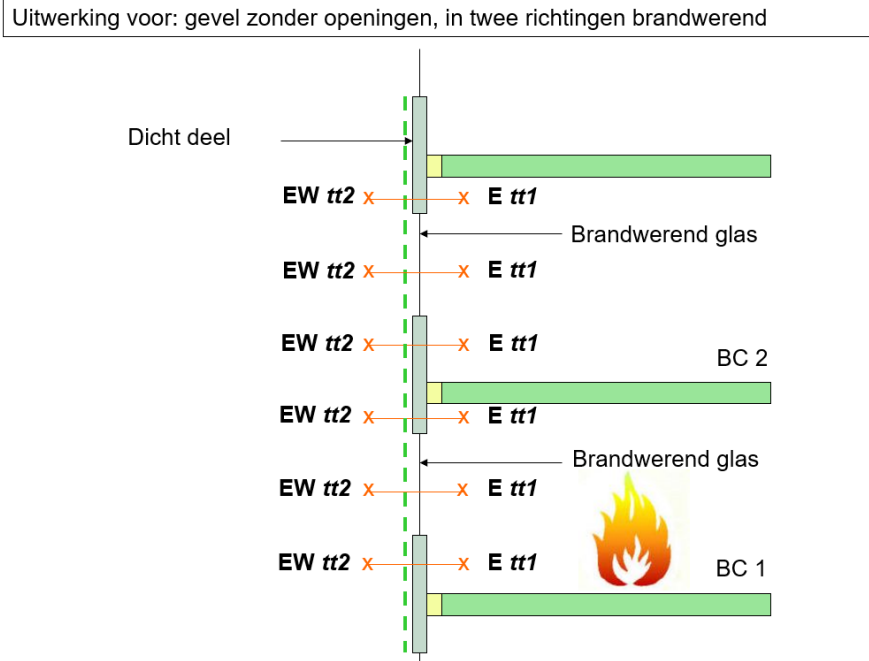 Uitwerking voor: gevel zonder openingen, in twee richtingen brandwerend
Dicht deel
EW tt2 x x E tt1
Brandwerend glas
EW tt2 x x E tt1
EW tt2 x x E tt1
BC 2
EW tt2 x x E tt1
Brandwerend glas
EW tt2 x x E tt1
EW tt2 x x E tt1
BC 1